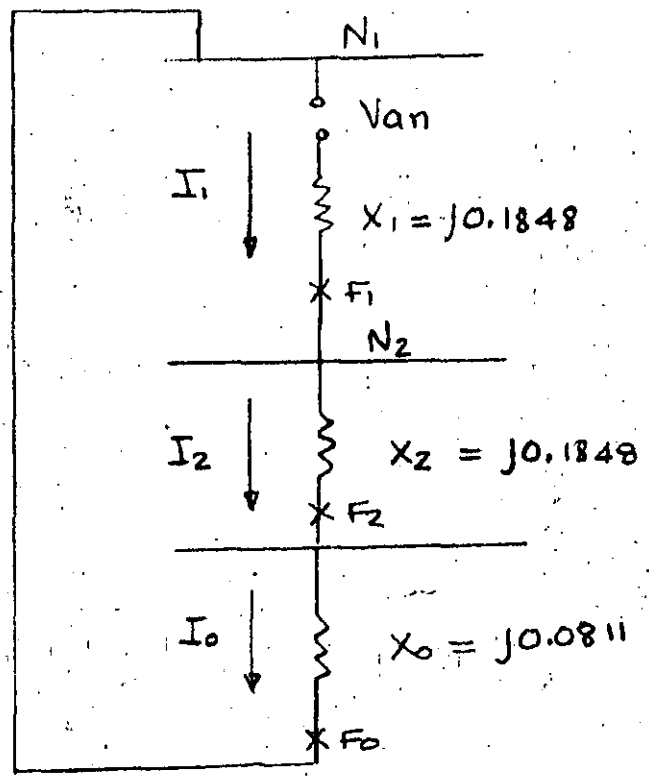 N1
Van
I1
X1 = j0.1848
F1
N2
I2
X2 = j0.1848
F2
I0
X0 = j0.0811
F0